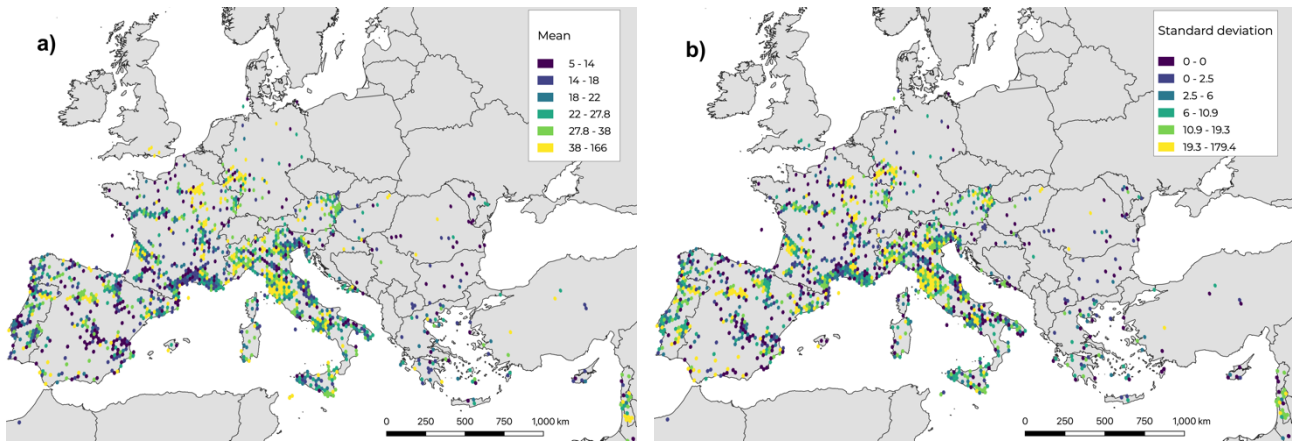 a)
Mean
5 - 14
14 - 18
18 - 22
22 - 27.8
27.8 - 38
38 - 166
0 250 500 750 1,000 km
b)
Standard deviation
0 - 0
0 - 2.5
2.5 - 6
6 - 10.9
10.9 - 19.3
19.3 - 179.4
0 250 500 750 1,000 km